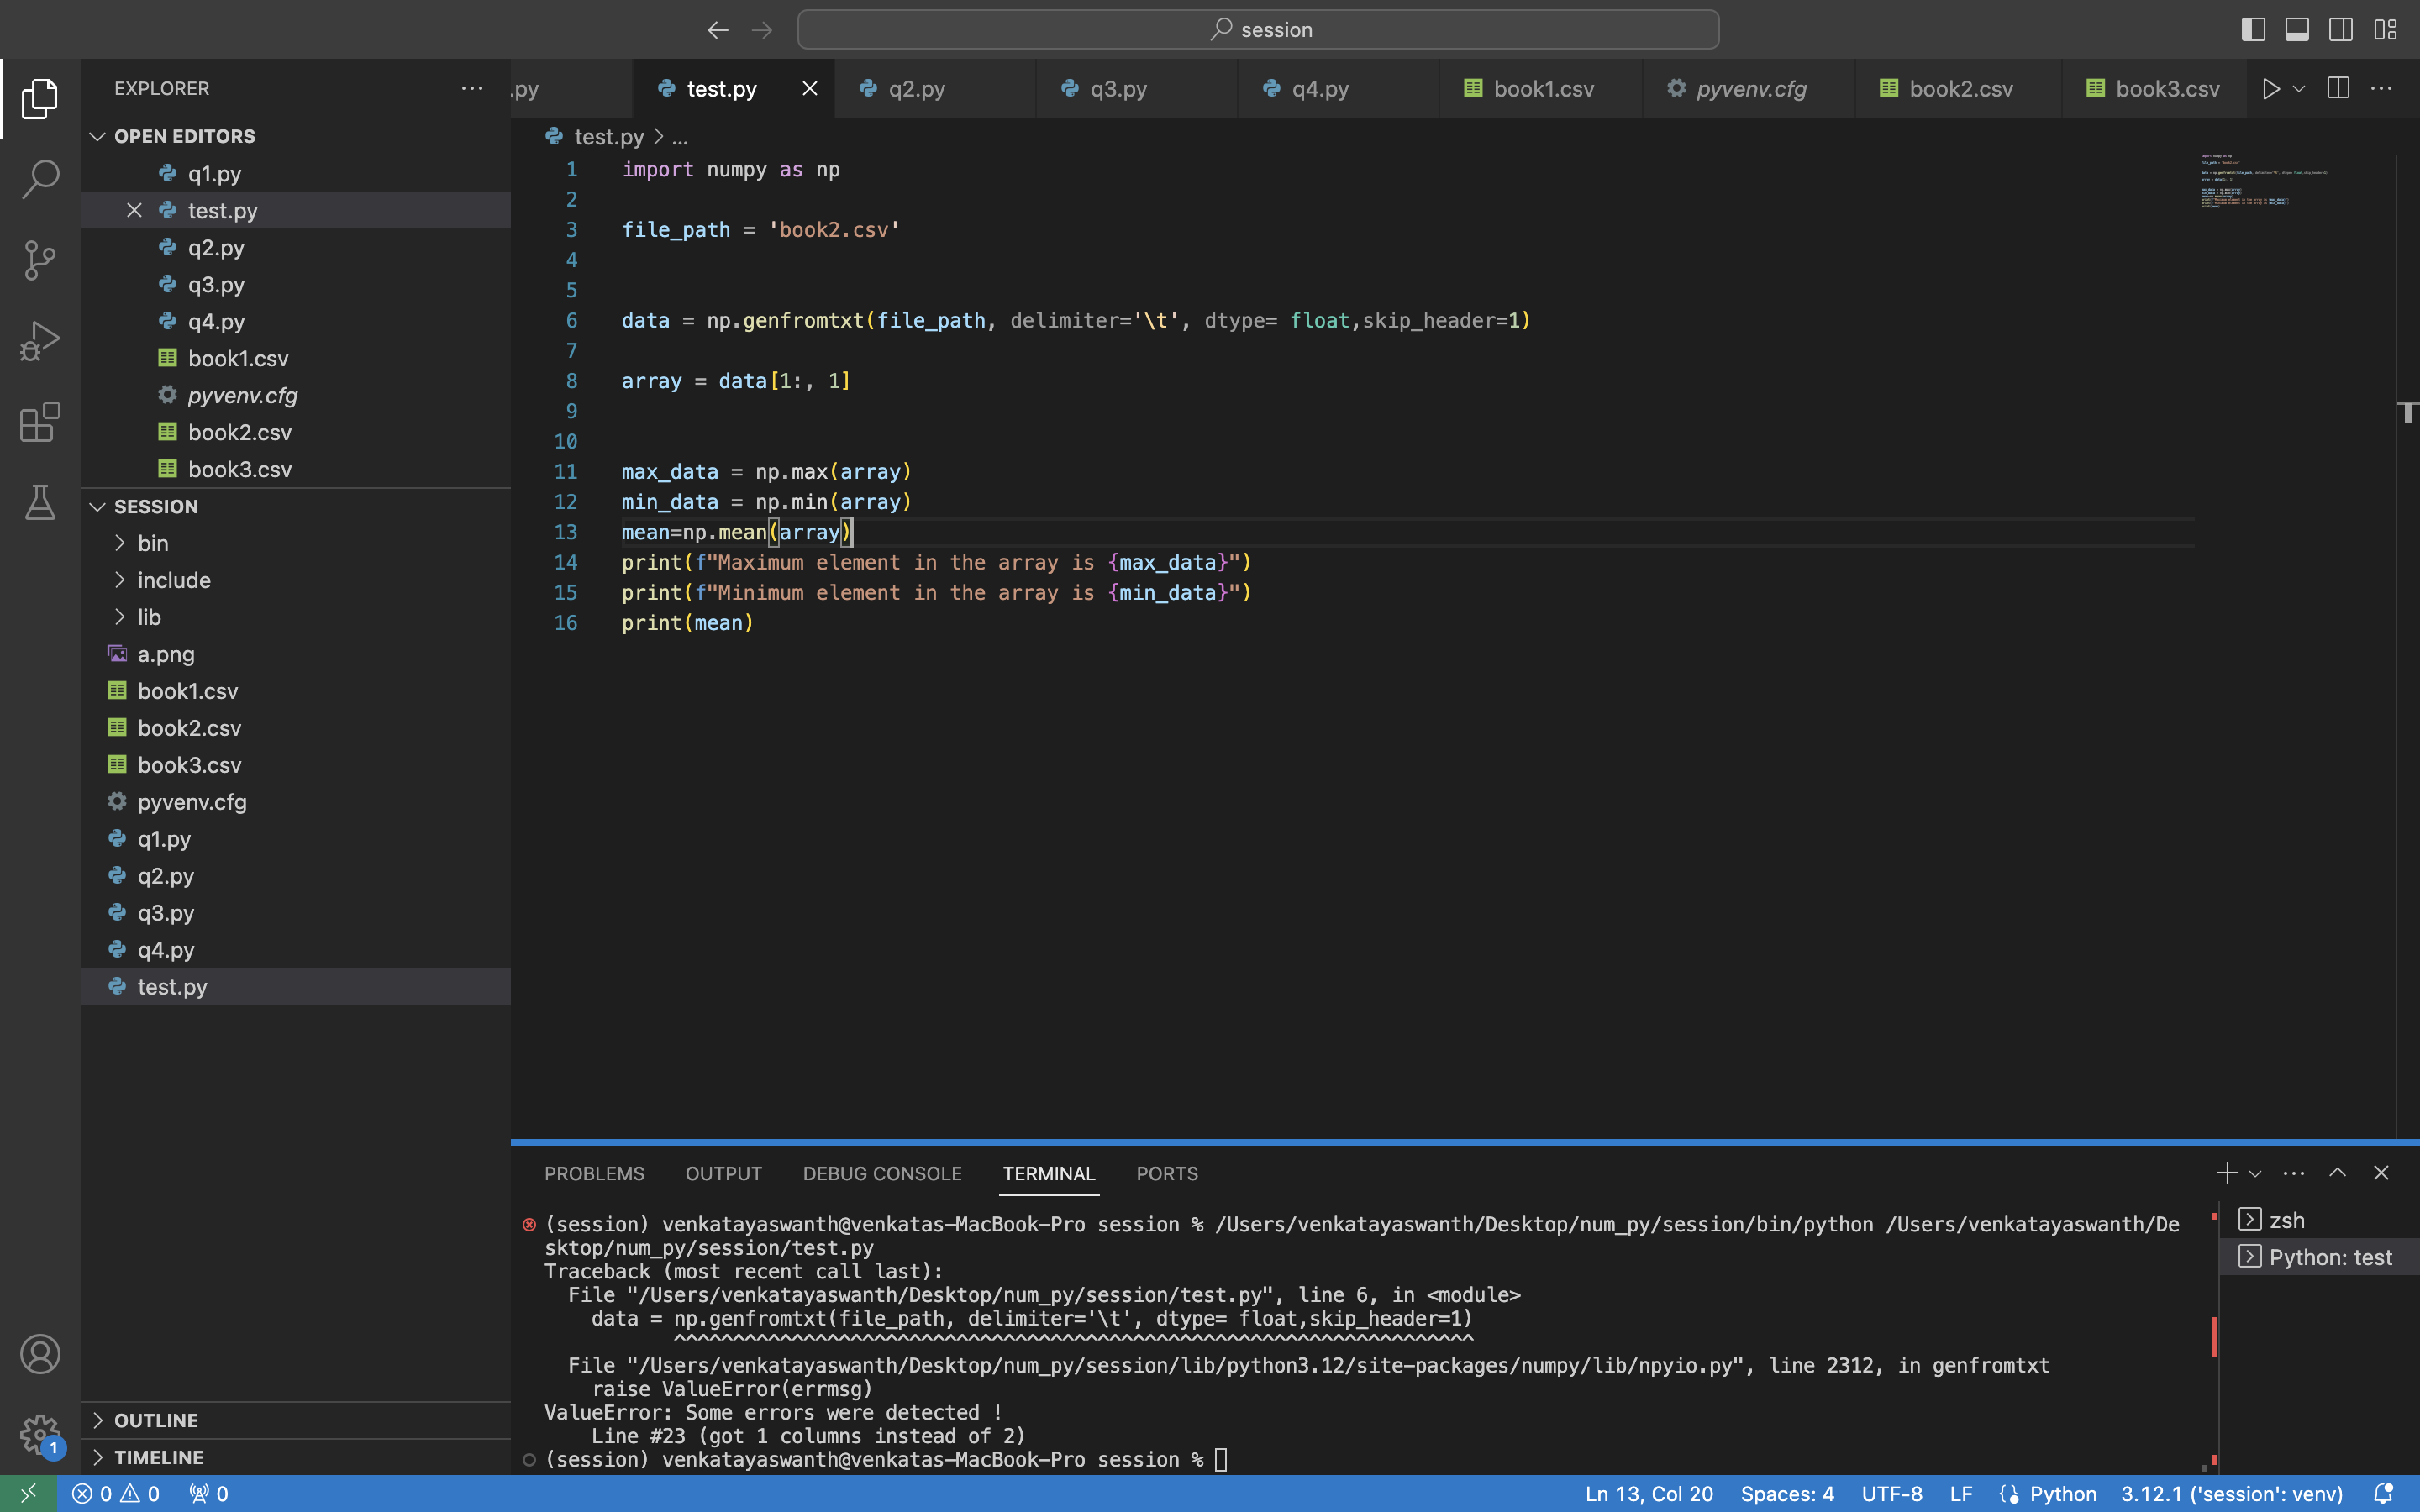 session
EXPLORER
.py
test.py
q2.py
q3.py
q4.py
book1.csv
pyvenv.cfg
book2.csv
book3.csv
OPEN EDITORS
q1.py
test.py
q2.py
q3.py
q4.py
book1.csv
pyvenv.cfg
book2.csv
book3.csv
SESSION
bin
include
lib
a.png
book1.csv
book2.csv
book3.csv
pyvenv.cfg
q1.py
q2.py
q3.py
q4.py
test.py
OUTLINE
TIMELINE
test.py > ...
1 import numpy as np
2
3 file_path = 'book2.csv'
4
5
6 data = np.genfromtxt(file_path, delimiter='\t', dtype= float,skip_header=1)
7
8 array = data[1:, 1]
9
10
11 max_data = np.max(array)
12 min_data = np.min(array)
13 mean=np.mean(array)
14 print(f"Maximum element in the array is {max_data}")
15 print(f"Minimum element in the array is {min_data}")
16 print(mean)
PROBLEMS OUTPUT DEBUG CONSOLE TERMINAL PORTS
(session) venkatayaswanth@venkatas-MacBook-Pro session % /Users/venkatayaswanth/Desktop/num_py/session/bin/python /Users/venkatayaswanth/De
sktop/num_py/session/test.py
Traceback (most recent call last):
File "/Users/venkatayaswanth/Desktop/num_py/session/test.py", line 6, in <module>
data = np.genfromtxt(file_path, delimiter='\t', dtype= float,skip_header=1)
^^^^^^^^^^^^^^^^^^^^^^^^^^^^^^^^^^^^^^^^^^^^^^^^^^^^^^^^^^^^^^^^^^^^
File "/Users/venkatayaswanth/Desktop/num_py/session/lib/python3.12/site-packages/numpy/lib/npyio.py", line 2312, in genfromtxt
raise ValueError(errmsg)
ValueError: Some errors were detected !
Line #23 (got 1 columns instead of 2)
(session) venkatayaswanth@venkatas-MacBook-Pro session %
zsh
Python: test
1
0 0 0
Ln 13, Col 20 Spaces: 4 UTF-8 LF Python 3.12.1 ('session': venv)